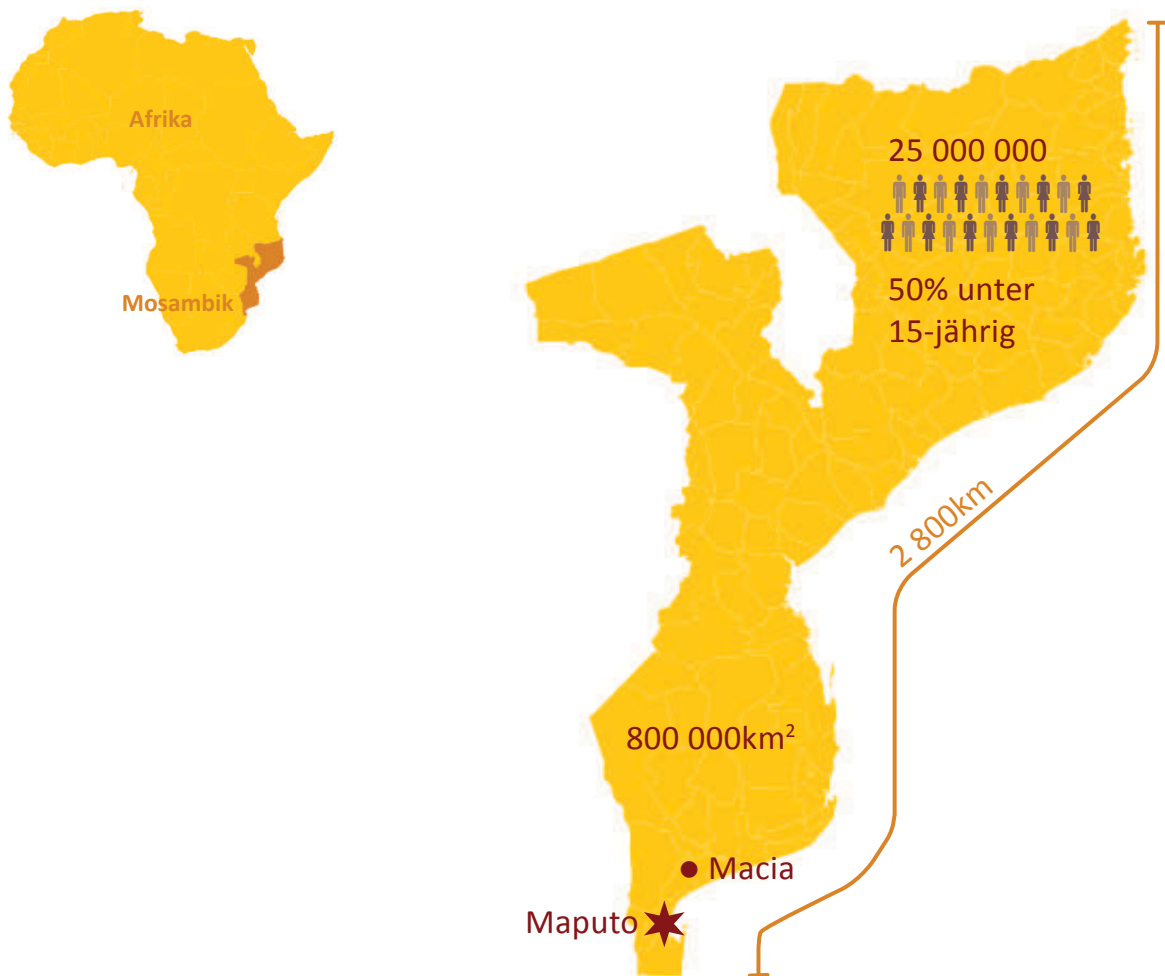 Afrika
Mosambik
25 000 000
50% unter
15-jährig
2 800km
800 000km²
Macia
Maputo